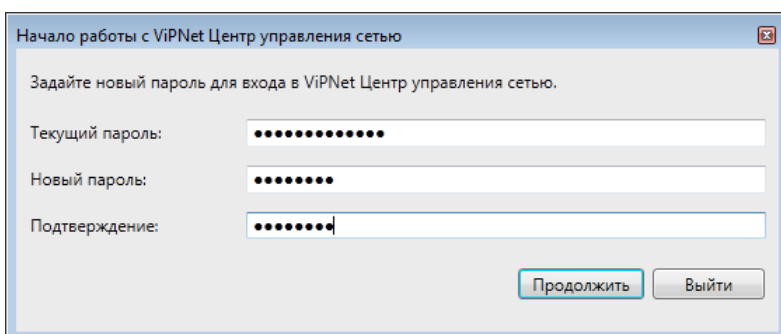 Начало работы с ViPNet Центр управления сетью
Задайте новый пароль для входа в ViPNet Центр управления сетью.
Текущий пароль: ●●●●●●●●●●●●●
Новый пароль: ●●●●●●●●
Подтверждение: ●●●●●●●●
Продолжить Выйти